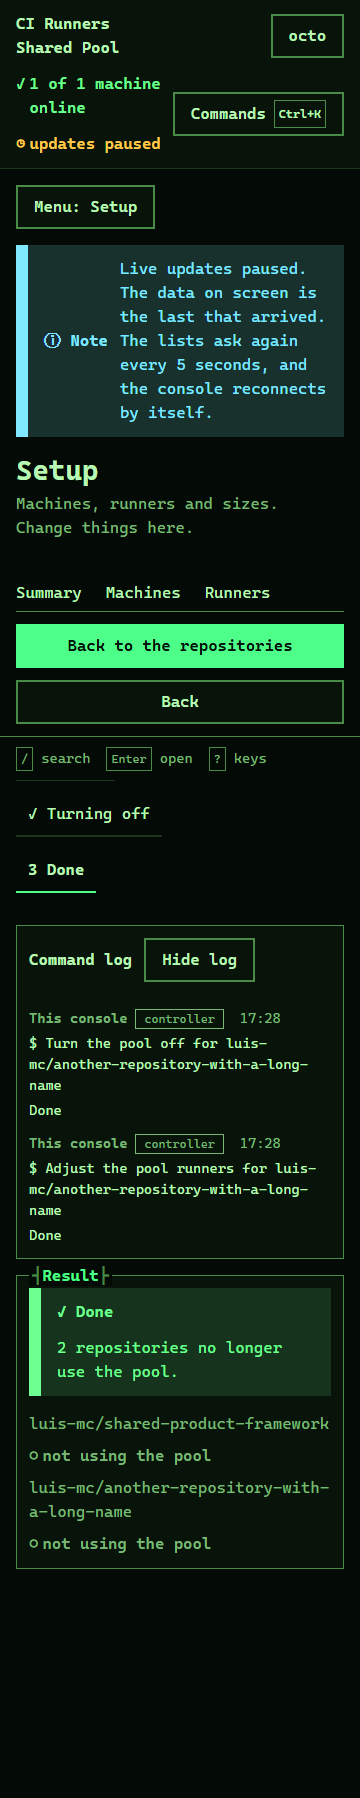 CI Runners
Shared Pool
octo
✓ 1 of 1 machine
online
updates paused
Commands Ctrl+K
Menu: Setup
Live updates paused.
The data on screen is
the last that arrived.
ⓘ Note The lists ask again
every 5 seconds, and
the console reconnects
by itself.
Setup
Machines, runners and sizes.
Change things here.
Summary Machines Runners
Back to the repositories
Back
/ search Enter open ? keys
✓ Turning off
3 Done
Command log Hide log
This console controller 17:28
$ Turn the pool off for luis-
mc/another-repository-with-a-long-
name
Done
This console controller 17:28
$ Adjust the pool runners for luis-
mc/another-repository-with-a-long-
name
Done
Result
✓ Done
2 repositories no longer
use the pool.
luis-mc/shared-product-framework
○ not using the pool
luis-mc/another-repository-with-
a-long-name
○ not using the pool